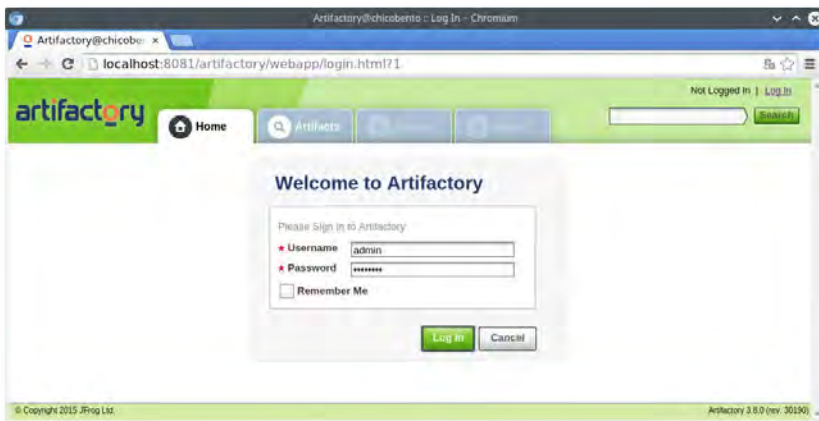 Artifactory@chicobento :: Log In - Chromium
Artifactory@chicobe
localhost:8081/artifactory/webapp/login.html?1
Not Logged In | Log In
artifactory
Home
Artifacts
Search
Welcome to Artifactory
Please Sign In to Artifactory
★ Username admin
★ Password ••••••••
Remember Me
Log In
Cancel
© Copyright 2015 JFrog Ltd.
Artifactory 3.8.0 (rev. 30190)